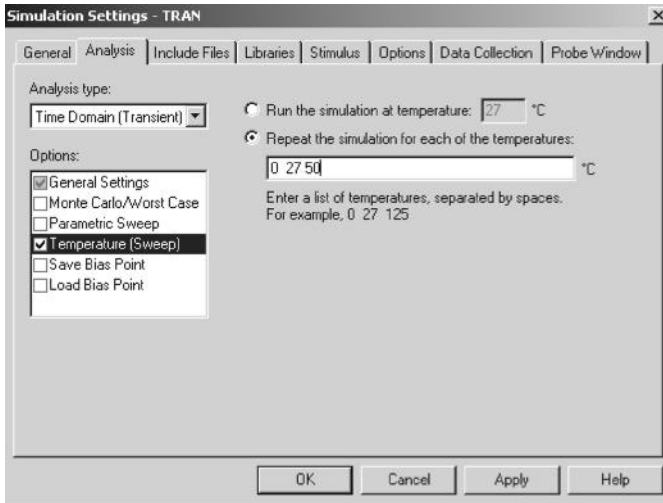 Simulation Settings - TRAN
General Analysis Include Files Libraries Stimulus Options Data Collection Probe Window
Analysis type:
Time Domain (Transient)
Options:
General Settings
Monte Carlo/Worst Case
Parametric Sweep
Temperature (Sweep)
Save Bias Point
Load Bias Point
Run the simulation at temperature: 27 °C
Repeat the simulation for each of the temperatures:
0 27 50 °C
Enter a list of temperatures, separated by spaces.
For example, 0 27 125
OK Cancel Apply Help